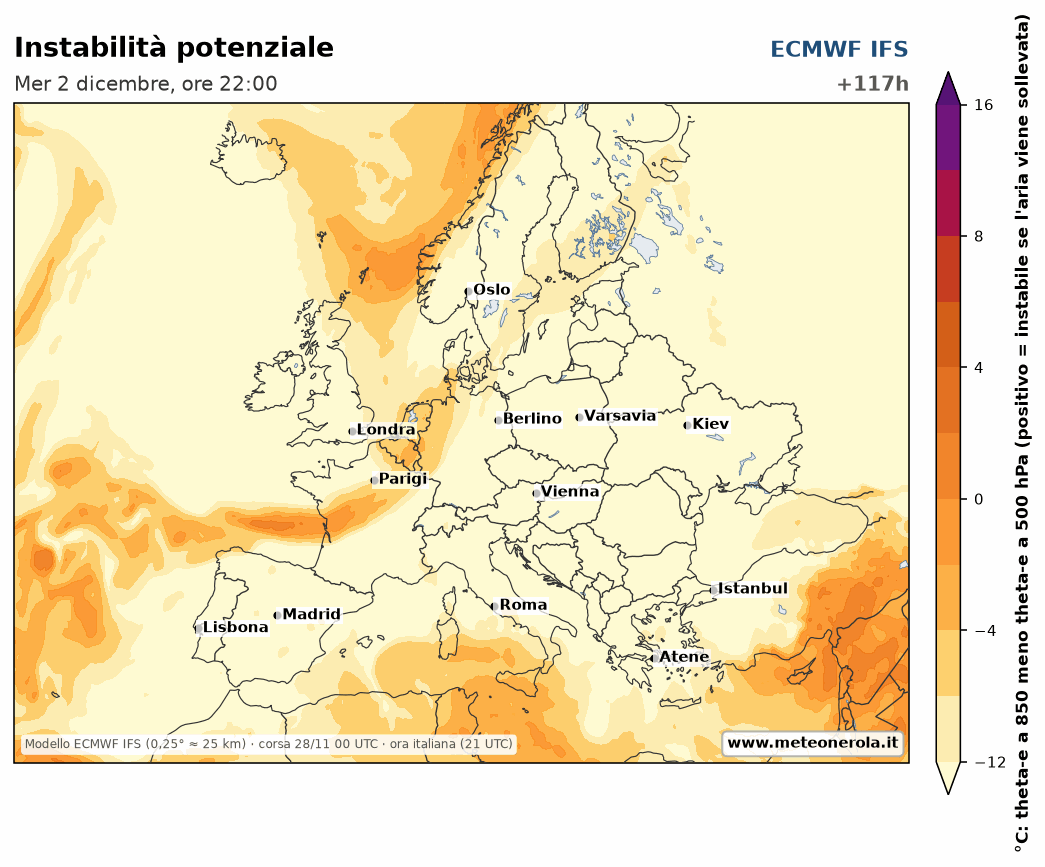 Instabilità potenziale
ECMWF IFS
Mer 2 dicembre, ore 22:00
+117h
Oslo
Londra
Berlino
Varsavia
Kiev
Parigi
Vienna
Istanbul
Roma
Madrid
Lisbona
Atene
Modello ECMWF IFS (0,25° ≈ 25 km) · corsa 28/11 00 UTC · ora italiana (21 UTC)
www.meteonerola.it
16
8
4
0
−4
−12
°C: theta-e a 850 meno theta-e a 500 hPa (positivo = instabile se l'aria viene sollevata)